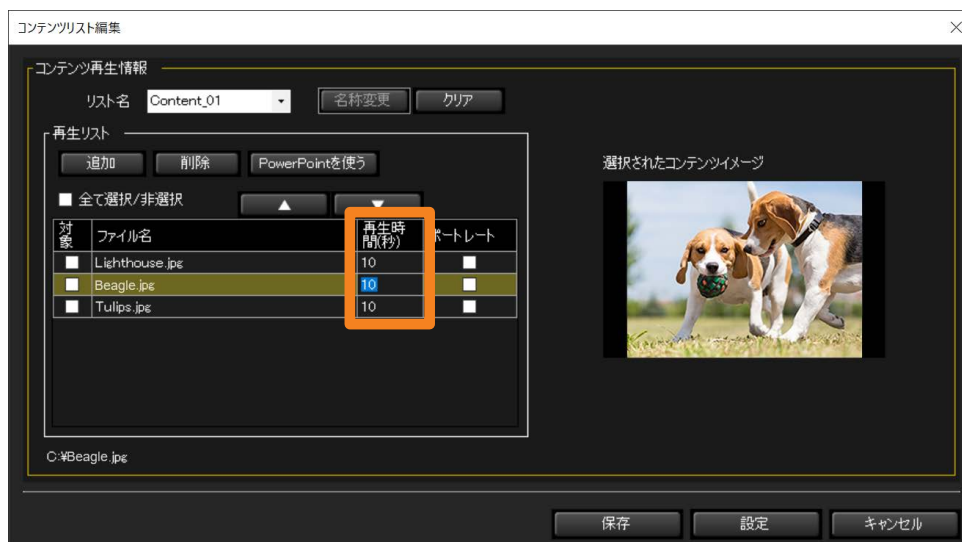 コンテンツリスト編集
コンテンツ再生情報
リスト名 Content_01 名称変更 クリア
再生リスト
追加 削除 PowerPointを使う
選択されたコンテンツイメージ
全て選択/非選択 ▲ ▼
対象 ファイル名 再生時間(秒) ポートレート
Lighthouse.jpg 10
Beagle.jpg 10
Tulips.jpg 10
C:¥Beagle.jpg
保存 設定 キャンセル